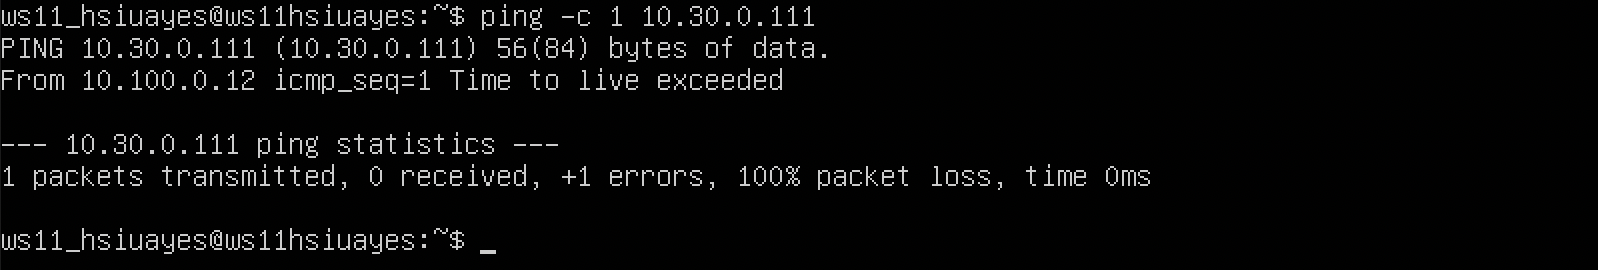 ws11_hsiuayes@ws11hsiuayes:~$ ping -c 1 10.30.0.111
PING 10.30.0.111 (10.30.0.111) 56(84) bytes of data.
From 10.100.0.12 icmp_seq=1 Time to live exceeded
--- 10.30.0.111 ping statistics ---
1 packets transmitted, 0 received, +1 errors, 100% packet loss, time 0ms
ws11_hsiuayes@ws11hsiuayes:~$ _